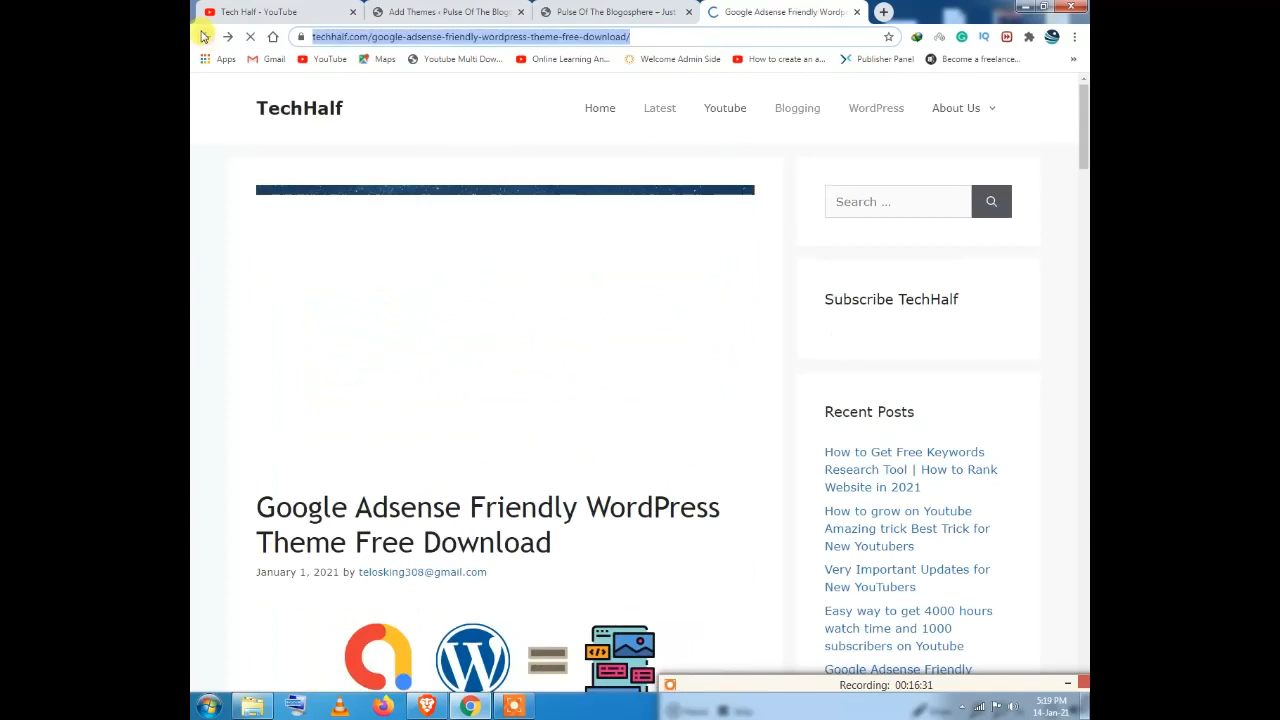 Tech Half - YouTube
Add Themes ‹ Pulse Of The Blog
Pulse Of The Blogosphere – Just
Google Adsense Friendly Wordp
techhalf.com/google-adsense-friendly-wordpress-theme-free-download/
Apps
Gmail
YouTube
Maps
Youtube Multi Dow...
Online Learning An...
Welcome Admin Side
How to create an a...
Publisher Panel
Become a freelance...
TechHalf
Home
Latest
Youtube
Blogging
WordPress
About Us
Search ...
Subscribe TechHalf
Recent Posts
How to Get Free Keywords
Research Tool | How to Rank
Website in 2021
How to grow on Youtube
Amazing trick Best Trick for
New Youtubers
Very Important Updates for
New YouTubers
Easy way to get 4000 hours
watch time and 1000
subscribers on Youtube
Google Adsense Friendly
Google Adsense Friendly WordPress
Theme Free Download
January 1, 2021 by telosking308@gmail.com
Recording: 00:16:31
5:19 PM
14-Jan-21